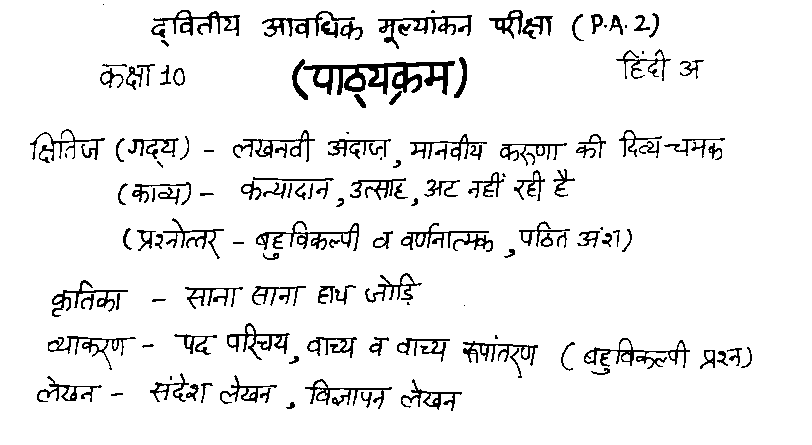 द्वितीय आवधिक मूल्यांकन परीक्षा (P.A.2)
कक्षा 10 (पाठ्यक्रम) हिंदी अ
क्षितिज (गद्य) - लखनवी अंदाज़, मानवीय करूणा की दिव्य चमक
(काव्य) - कन्यादान, उत्साह, अट नहीं रही है
(प्रश्नोत्तर - बहुविकल्पी व वर्णनात्मक, पठित अंश)
कृतिका - साना साना हाथ जोड़ि
व्याकरण - पद परिचय, वाच्य व वाच्य रूपांतरण (बहुविकल्पी प्रश्न)
लेखन - संदेश लेखन, विज्ञापन लेखन